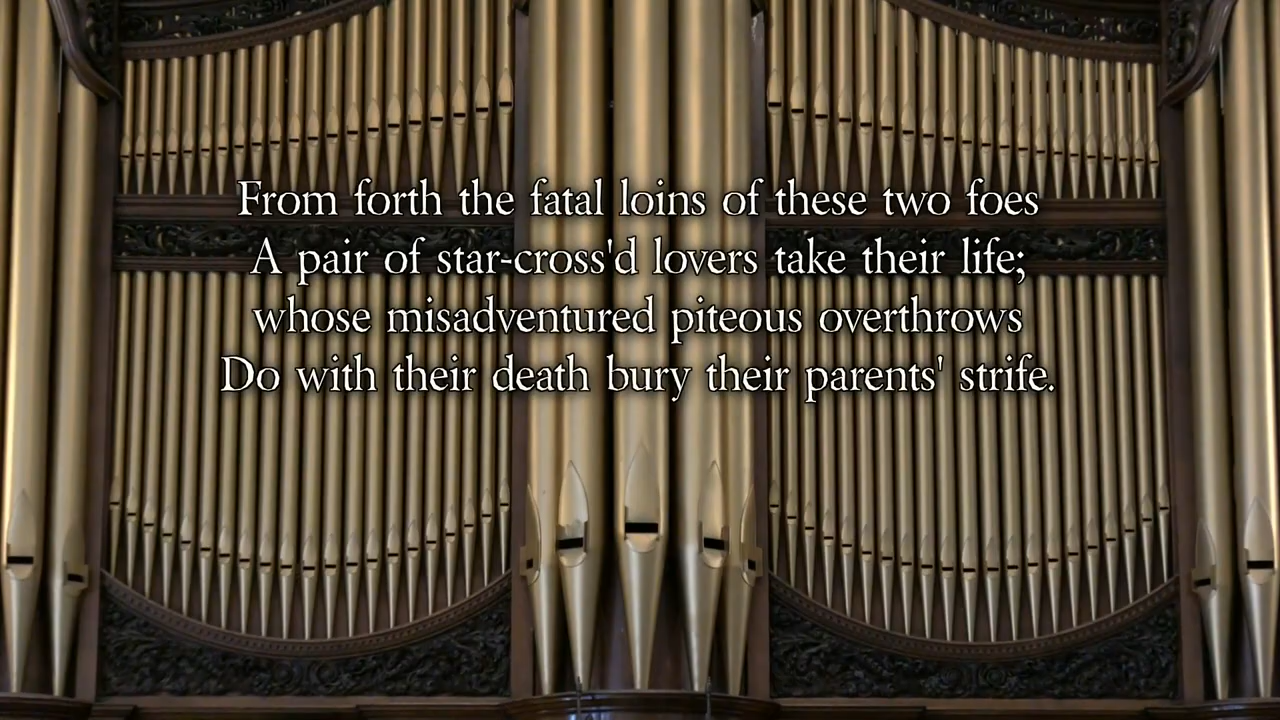 From forth the fatal loins of these two foes
A pair of star-cross'd lovers take their life;
whose misadventured piteous overthrows
Do with their death bury their parents' strife.